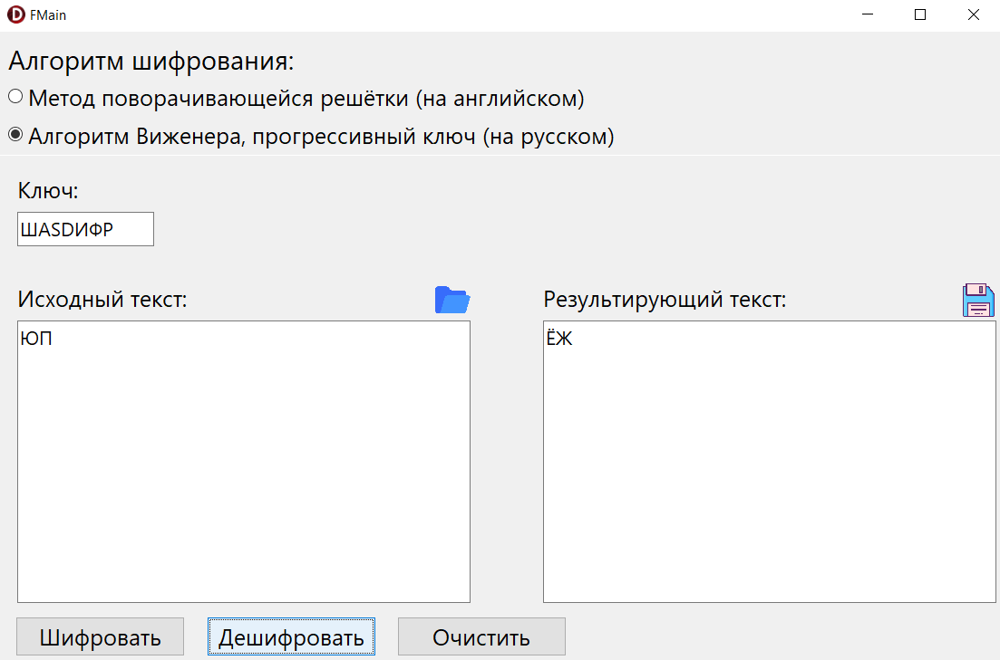 FMain
Алгоритм шифрования:
Метод поворачивающейся решётки (на английском)
Алгоритм Виженера, прогрессивный ключ (на русском)
Ключ:
ШASDИФР
Исходный текст:
Результирующий текст:
ЮП
ЁЖ
Шифровать
Дешифровать
Очистить